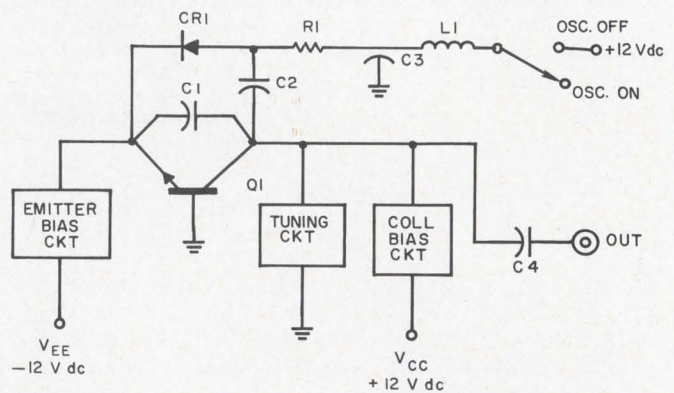 CR1
R1
L1
OSC. OFF
+12 Vdc
C3
C2
OSC. ON
C1
Q1
EMITTER
BIAS
CKT
TUNING
CKT
COLL
BIAS
CKT
OUT
C4
VEE
—12 V dc
VCC
+ 12 V dc